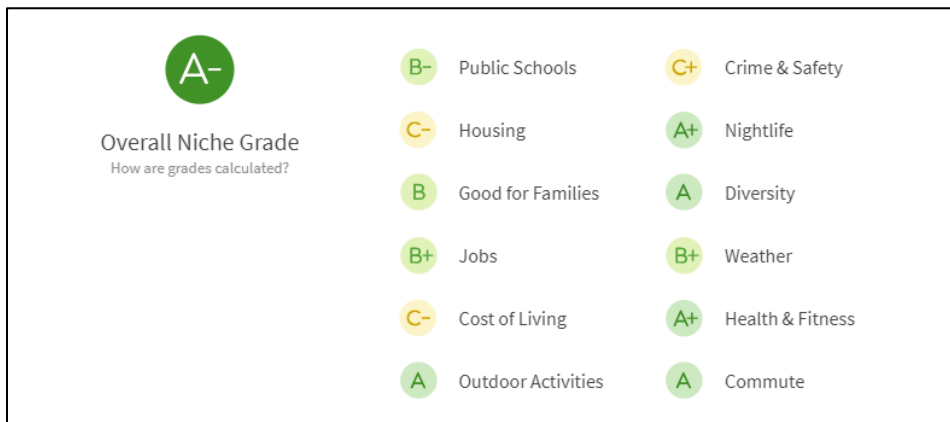 A-
Overall Niche Grade
How are grades calculated?
B- Public Schools
C- Housing
B Good for Families
B+ Jobs
C- Cost of Living
A Outdoor Activities
C+ Crime & Safety
A+ Nightlife
A Diversity
B+ Weather
A+ Health & Fitness
A Commute